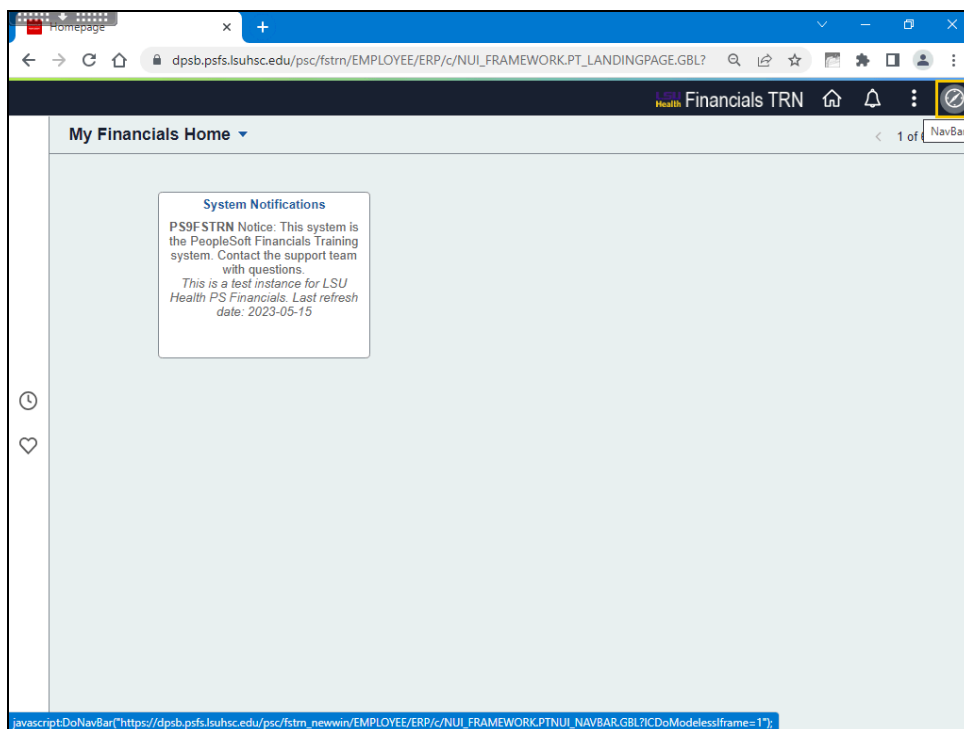 Homepage
dpsb.psfs.lsuhsc.edu/psc/fstrn/EMPLOYEE/ERP/c/NUI_FRAMEWORK.PT_LANDINGPAGE.GBL?
LSU Health Financials TRN
My Financials Home
1 of
NavBar
System Notifications
PS9FSTRN Notice: This system is
the PeopleSoft Financials Training
system. Contact the support team
with questions.
This is a test instance for LSU
Health PS Financials. Last refresh
date: 2023-05-15
javascript:DoNavBar("https://dpsb.psfs.lsuhsc.edu/psc/fstrn_newwin/EMPLOYEE/ERP/c/NUI_FRAMEWORK.PTNUI_NAVBAR.GBL?ICDoModelessIframe=1");